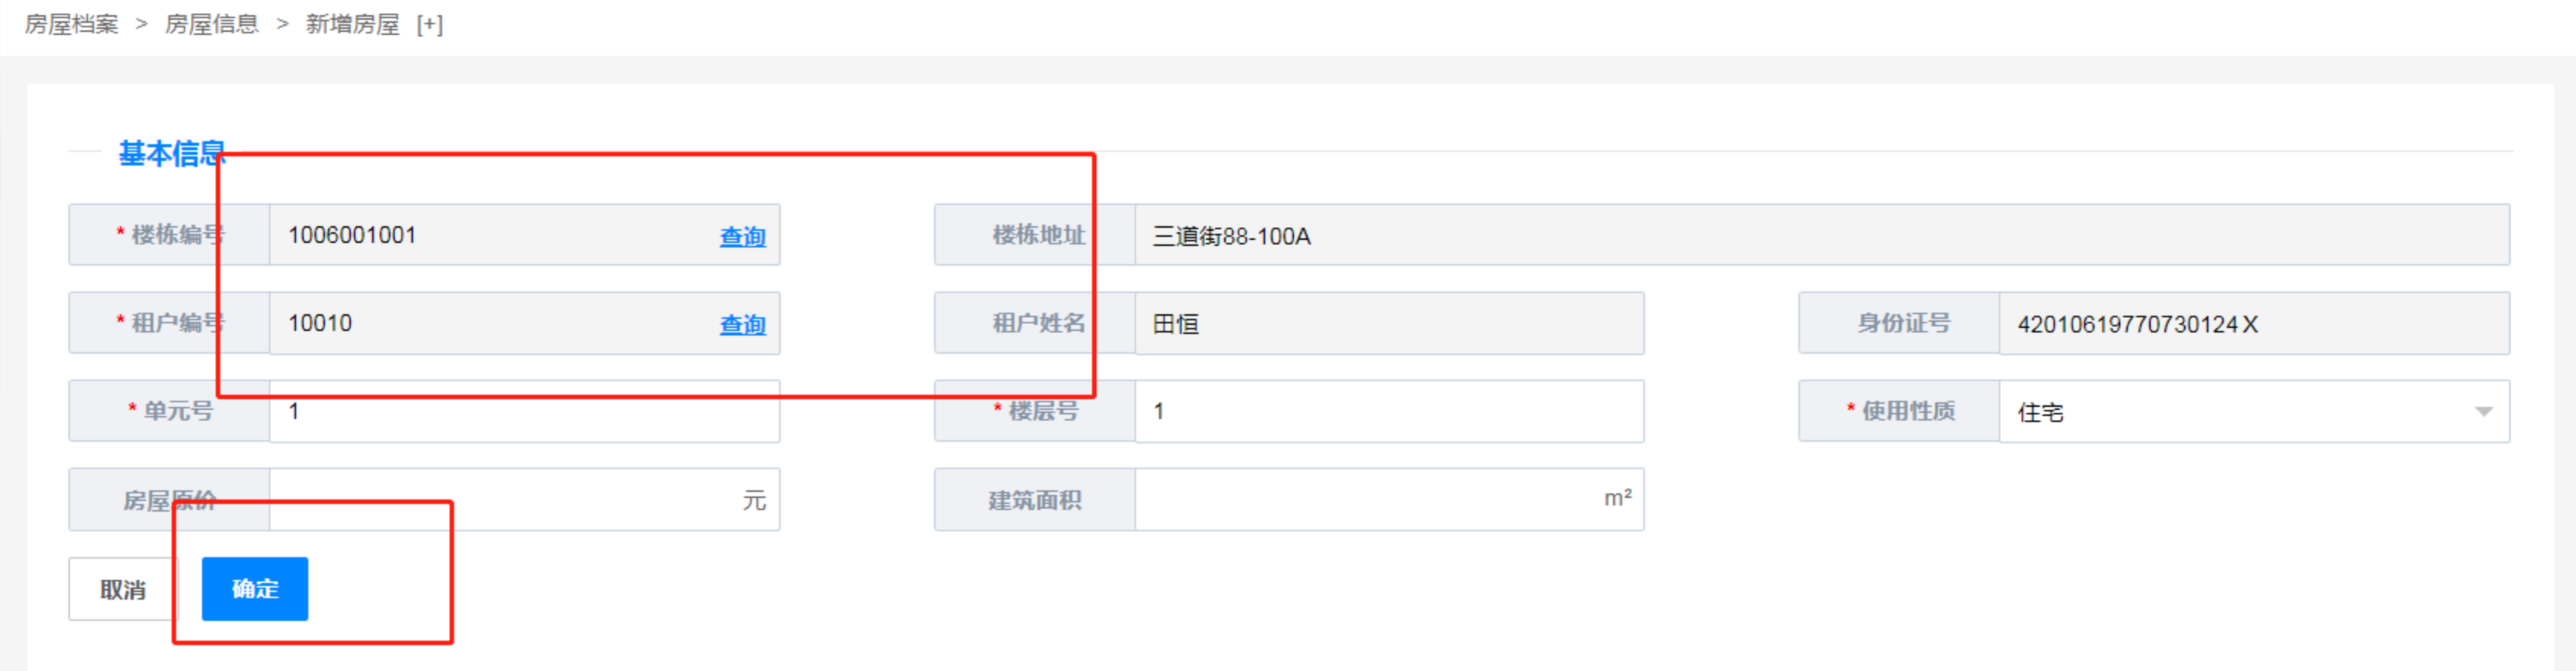 房屋档案 > 房屋信息 > 新增房屋 [+]
基本信息
* 楼栋编号 1006001001 查询 楼栋地址 三道街88-100A
* 租户编号 10010 查询 租户姓名 田恒 身份证号 42010619770730124X
* 单元号 1 * 楼层号 1 * 使用性质 住宅
房屋原价 元 建筑面积 m²
取消 确定